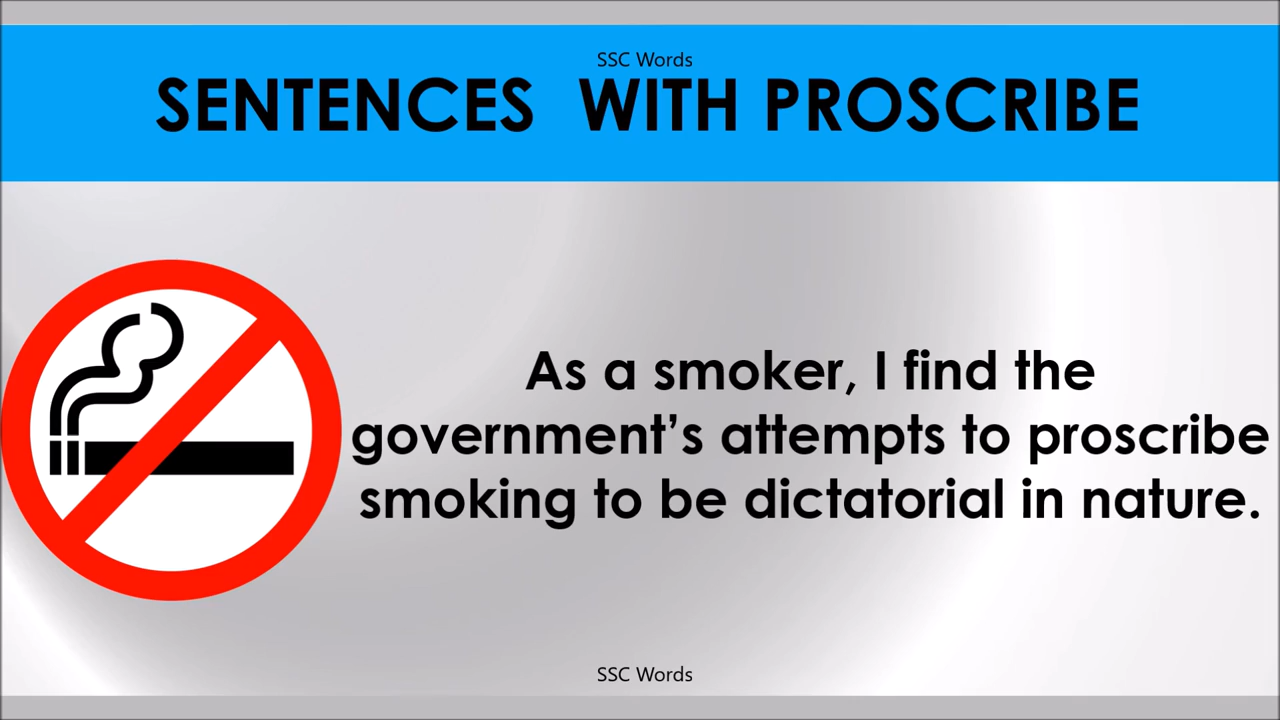 SSC Words
SENTENCES WITH PROSCRIBE
As a smoker, I find the
government’s attempts to proscribe
smoking to be dictatorial in nature.
SSC Words